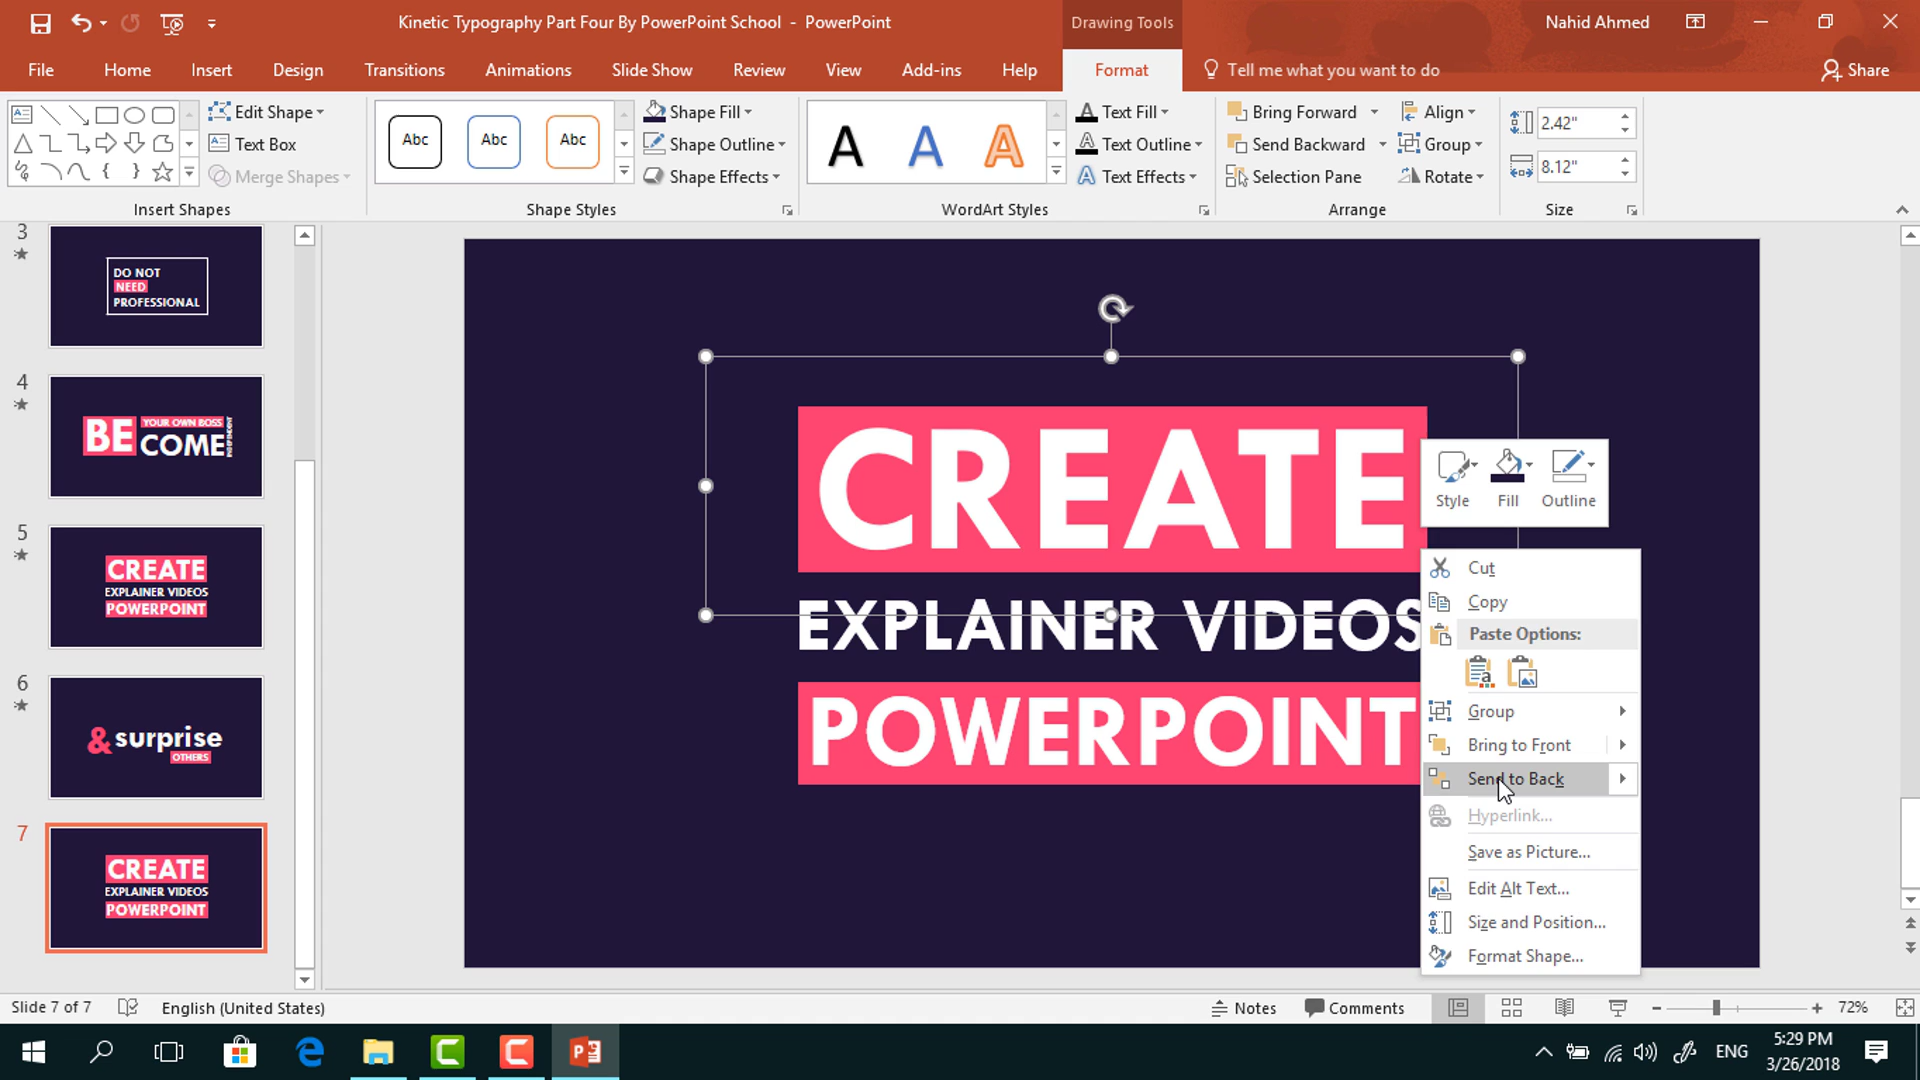 Kinetic Typography Part Four By PowerPoint School - PowerPoint
Drawing Tools
Nahid Ahmed
File Home Insert Design Transitions Animations Slide Show Review View Add-ins Help Format Tell me what you want to do Share
Edit Shape
Text Box
Merge Shapes
Insert Shapes
Abc Abc Abc
Shape Fill
Shape Outline
Shape Effects
Shape Styles
A A A
Text Fill
Text Outline
Text Effects
WordArt Styles
Bring Forward
Send Backward
Selection Pane
Align
Group
Rotate
Arrange
2.42"
8.12"
Size
3
DO NOT
NEED
PROFESSIONAL
4
BE
YOUR OWN BOSS
COME
INDEPENDENT
5
CREATE
EXPLAINER VIDEOS
POWERPOINT
6
& surprise
OTHERS
7
CREATE
EXPLAINER VIDEOS
POWERPOINT
CREATE
EXPLAINER VIDEOS
POWERPOINT
Style Fill Outline
Cut
Copy
Paste Options:
Group
Bring to Front
Send to Back
Hyperlink...
Save as Picture...
Edit Alt Text...
Size and Position...
Format Shape...
Slide 7 of 7 English (United States) Notes Comments 72%
ENG
5:29 PM
3/26/2018